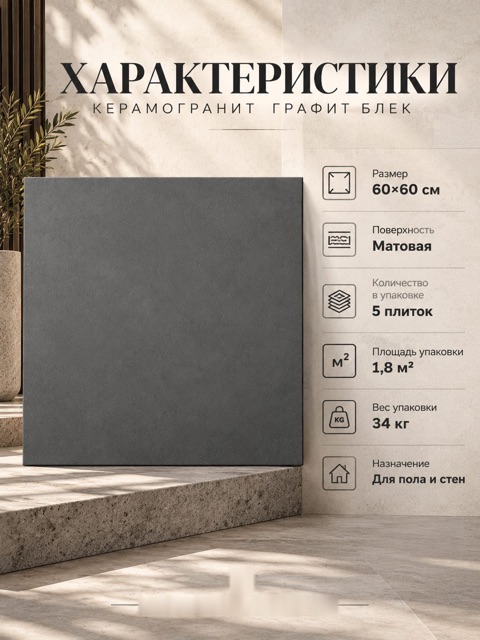 ХАРАКТЕРИСТИКИ
КЕРАМОГРАНИТ ГРАФИТ БЛЕК
Размер
60×60 см
Поверхность
Матовая
Количество
в упаковке
5 плиток
м²
Площадь упаковки
1,8 м²
KG
Вес упаковки
34 кг
Назначение
Для пола и стен